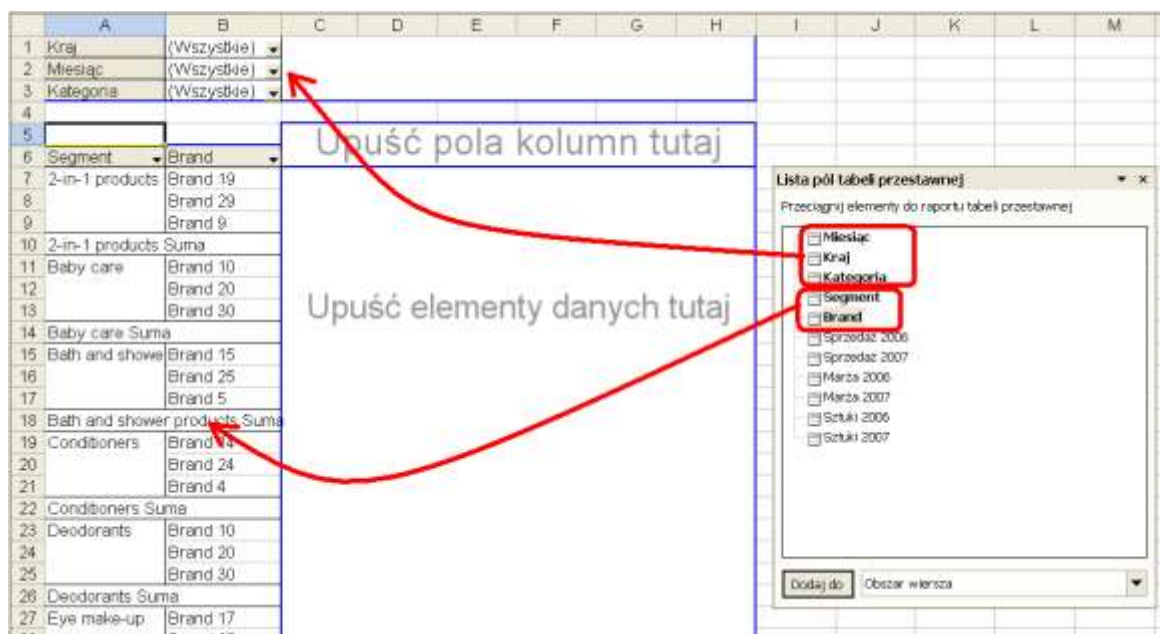 A B C D E F G H I J K L M
1 Kraj (Wszystkie)
2 Miesiąc (Wszystkie)
3 Kategoria (Wszystkie)
4
5 Upuść pola kolumn tutaj
6 Segment Brand
7 2-in-1 products Brand 19
8 Brand 29
9 Brand 9
10 2-in-1 products Suma
11 Baby care Brand 10
12 Brand 20
13 Brand 30
Upuść elementy danych tutaj
14 Baby care Suma
15 Bath and showe Brand 15
16 Brand 25
17 Brand 5
18 Bath and shower products Suma
19 Conditioners Brand 14
20 Brand 24
21 Brand 4
22 Conditioners Suma
23 Deodorants Brand 10
24 Brand 20
25 Brand 30
26 Deodorants Suma
27 Eye make-up Brand 17
Lista pól tabeli przestawnej
Przeciągnij elementy do raportu tabeli przestawnej
Miesiąc
Kraj
Kategoria
Segment
Brand
Sprzedaż 2006
Sprzedaż 2007
Marża 2006
Marża 2007
Sztuki 2006
Sztuki 2007
Dodaj do Obszar wiersza